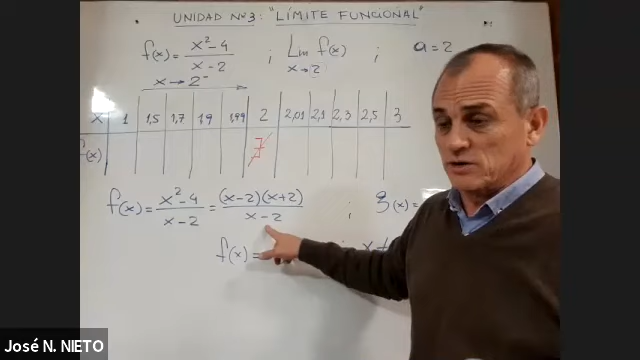 UNIDAD Nº3: "LÍMITE FUNCIONAL"
f(x) = x² - 4 / x - 2 ; Lim f(x) x → 2 ; a = 2
x → 2⁻
x 1 1,5 1,7 1,9 1,99 2 2,01 2,1 2,3 2,5 3
f(x) ∄
f(x) = x² - 4 / x - 2 = (x-2)(x+2) / x - 2 ; g(x) =
f(x) = ; x ≠
José N. NIETO